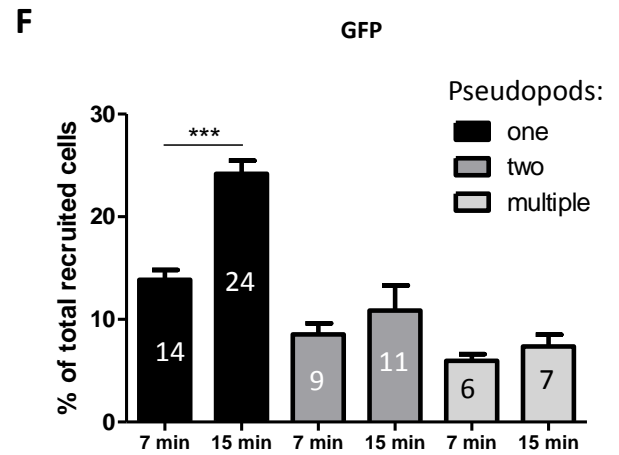 F
GFP
Pseudopods:
one
two
multiple
% of total recruited cells
30
20
10
0
***
14
24
9
11
6
7
7 min 15 min 7 min 15 min 7 min 15 min